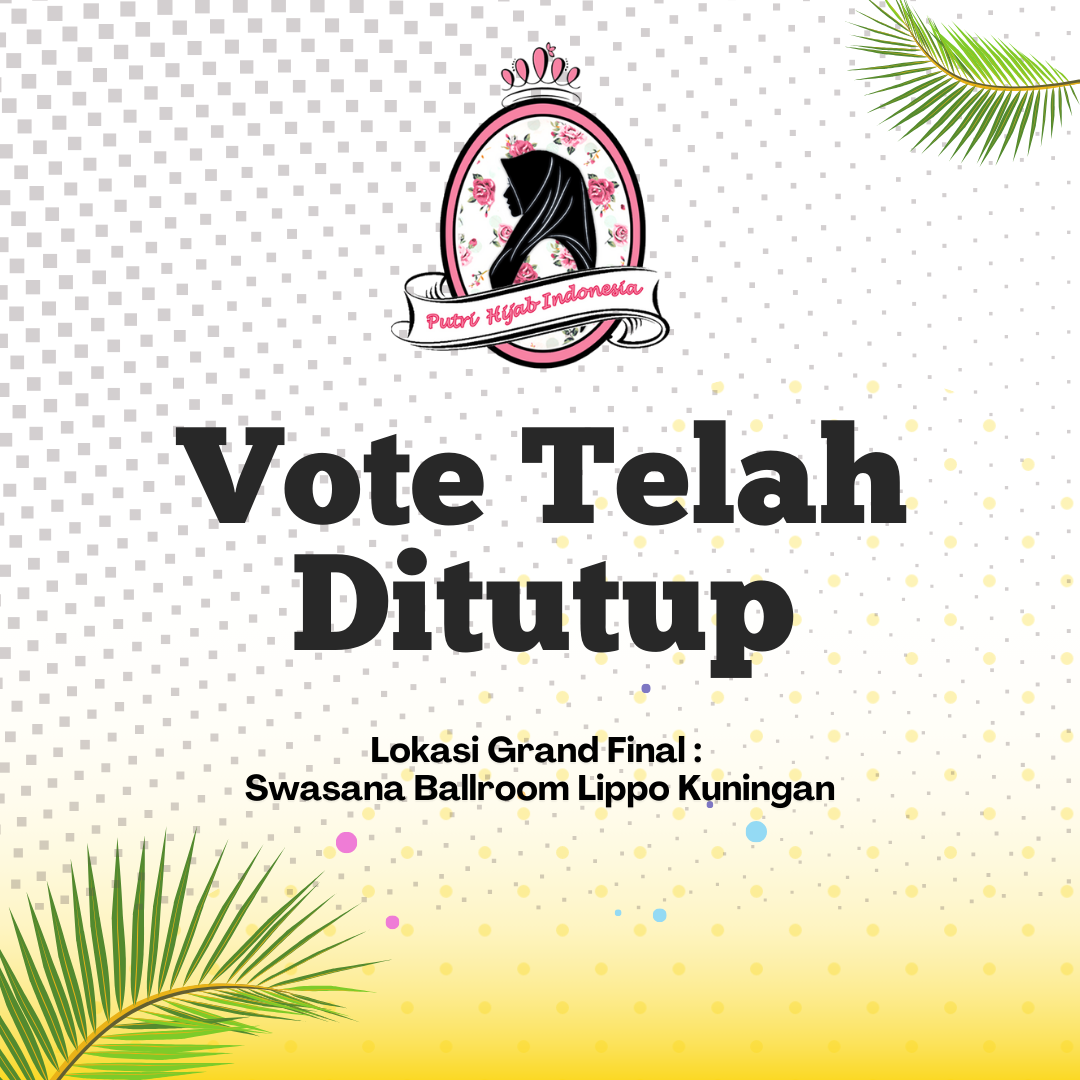 Putri Hijab Indonesia
Vote Telah
Ditutup
Lokasi Grand Final :
Swasana Ballroom Lippo Kuningan